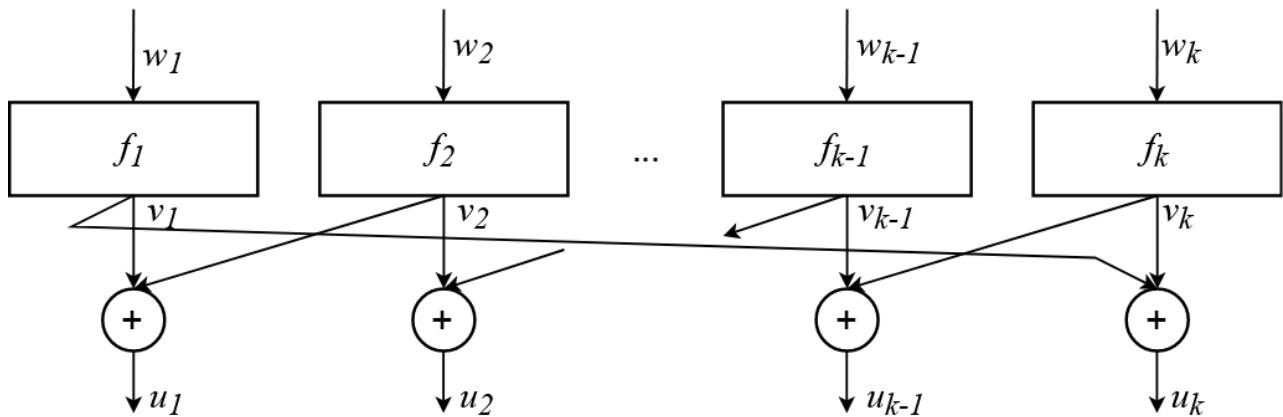 w1 w2 wk-1 wk
f1 f2 ... fk-1 fk
v1 v2 vk-1 vk
+ + + +
u1 u2 uk-1 uk